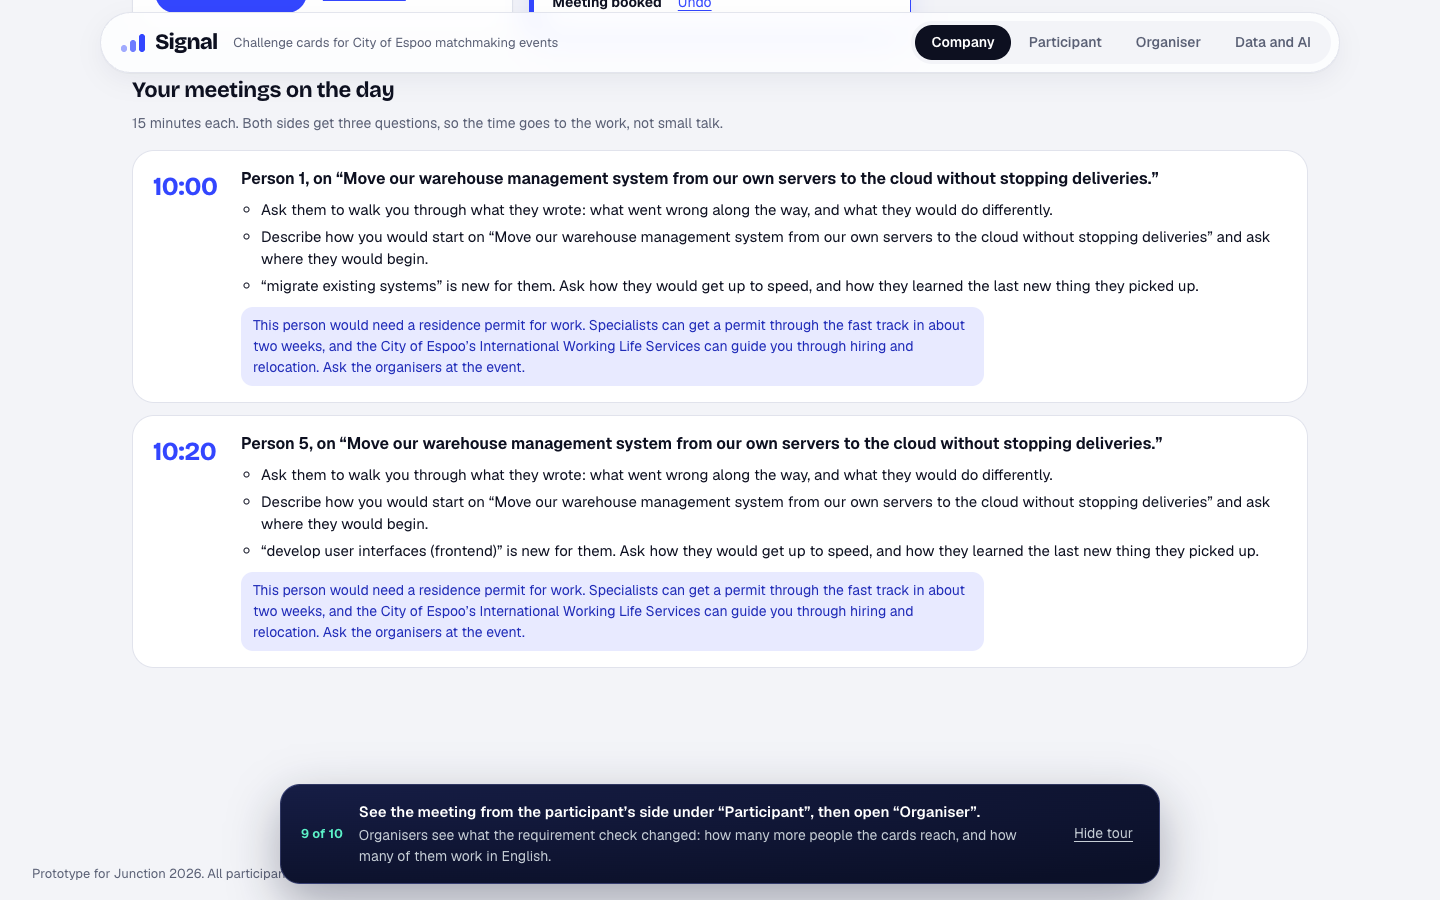 Meeting booked Undo
Signal Challenge cards for City of Espoo matchmaking events Company Participant Organiser Data and AI
Your meetings on the day
15 minutes each. Both sides get three questions, so the time goes to the work, not small talk.
10:00
Person 1, on “Move our warehouse management system from our own servers to the cloud without stopping deliveries.”
Ask them to walk you through what they wrote: what went wrong along the way, and what they would do differently.
Describe how you would start on “Move our warehouse management system from our own servers to the cloud without stopping deliveries” and ask
where they would begin.
“migrate existing systems” is new for them. Ask how they would get up to speed, and how they learned the last new thing they picked up.
This person would need a residence permit for work. Specialists can get a permit through the fast track in about
two weeks, and the City of Espoo’s International Working Life Services can guide you through hiring and
relocation. Ask the organisers at the event.
10:20
Person 5, on “Move our warehouse management system from our own servers to the cloud without stopping deliveries.”
Ask them to walk you through what they wrote: what went wrong along the way, and what they would do differently.
Describe how you would start on “Move our warehouse management system from our own servers to the cloud without stopping deliveries” and ask
where they would begin.
“develop user interfaces (frontend)” is new for them. Ask how they would get up to speed, and how they learned the last new thing they picked up.
This person would need a residence permit for work. Specialists can get a permit through the fast track in about
two weeks, and the City of Espoo’s International Working Life Services can guide you through hiring and
relocation. Ask the organisers at the event.
9 of 10
See the meeting from the participant’s side under “Participant”, then open “Organiser”.
Organisers see what the requirement check changed: how many more people the cards reach, and how
many of them work in English.
Hide tour
Prototype for Junction 2026. All